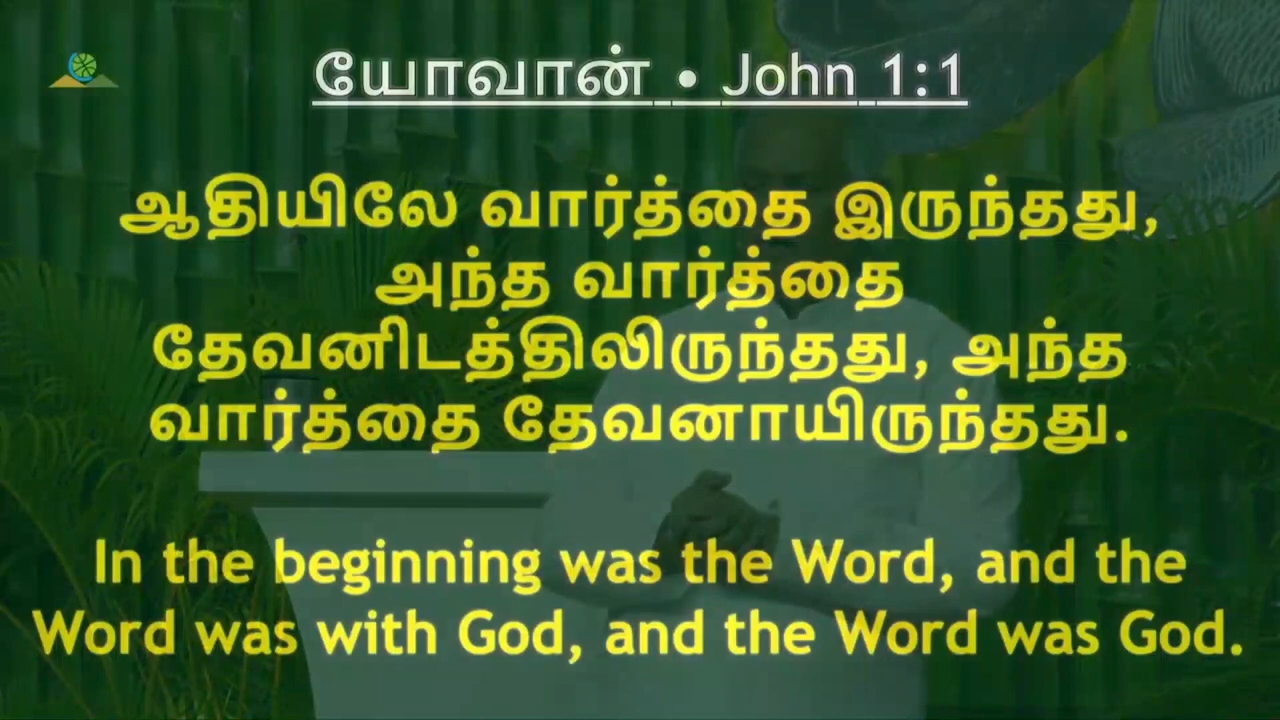 யோவான் • John 1:1
ஆதியிலே வார்த்தை இருந்தது,
அந்த வார்த்தை
தேவனிடத்திலிருந்தது, அந்த
வார்த்தை தேவனாயிருந்தது.
In the beginning was the Word, and the
Word was with God, and the Word was God.